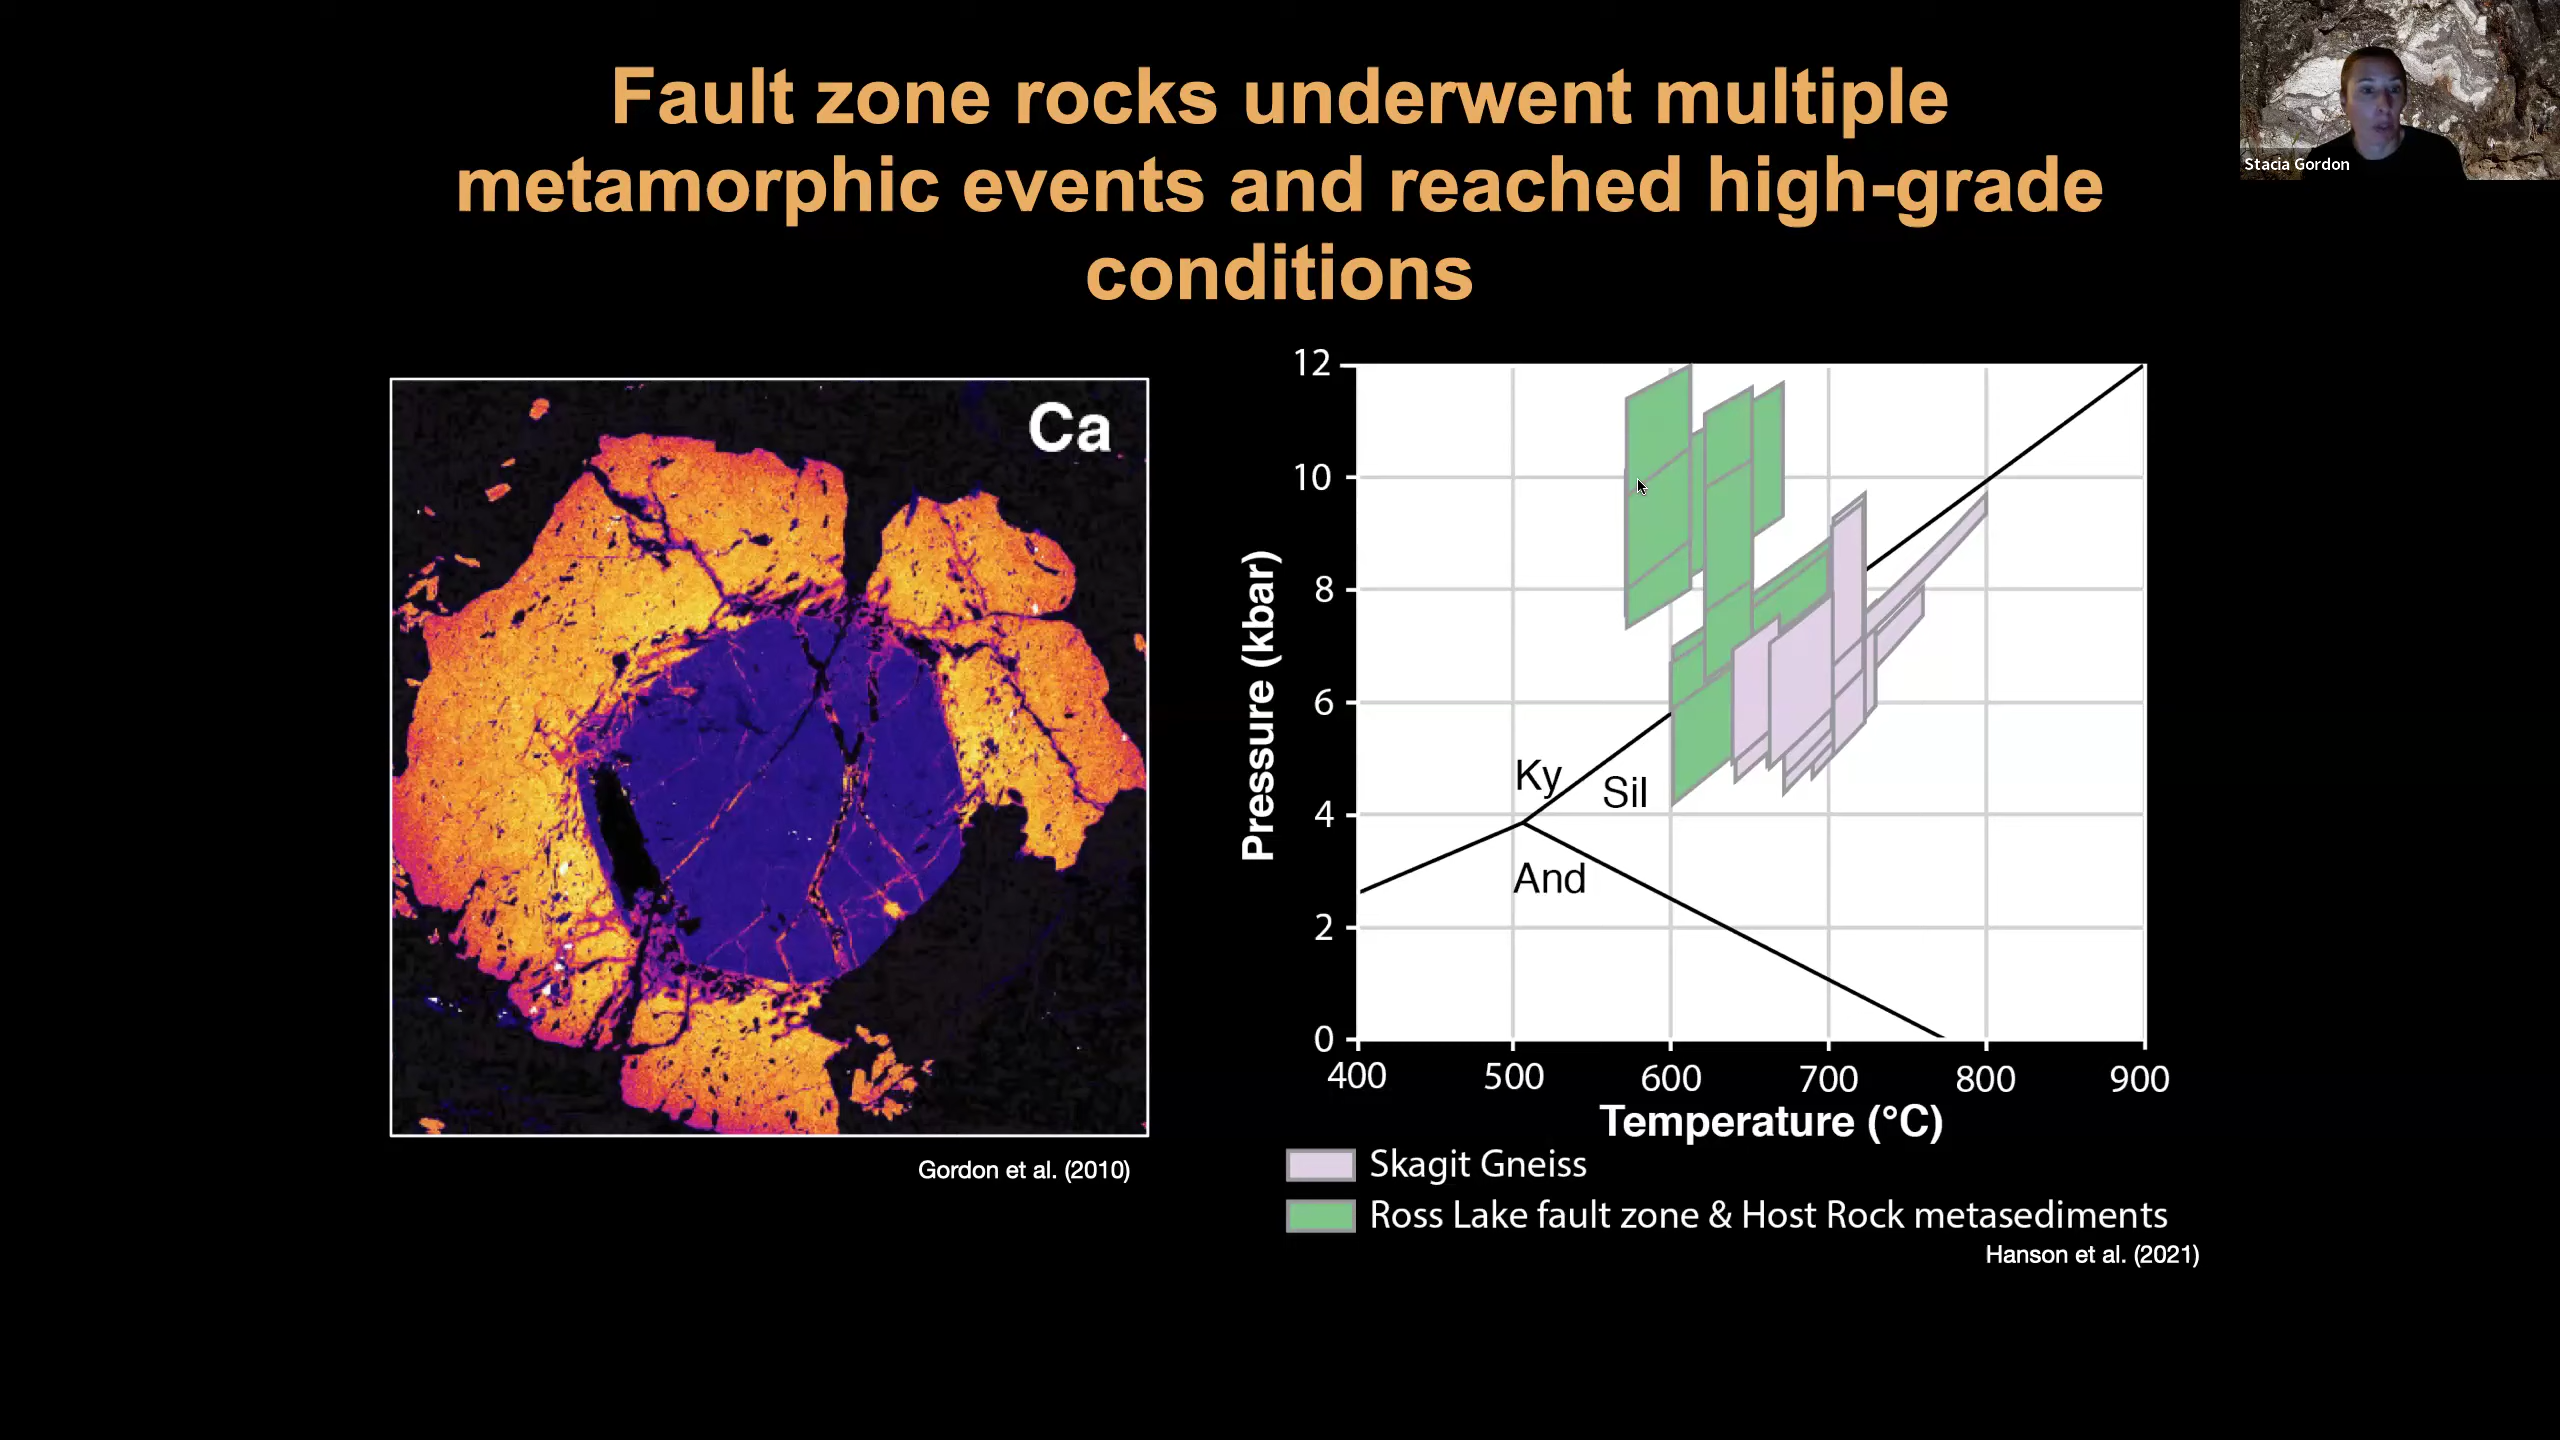 Fault zone rocks underwent multiple
metamorphic events and reached high-grade
conditions
Stacia Gordon
Ca
Gordon et al. (2010)
Pressure (kbar)
12
10
8
6
4
2
0
Ky
Sil
And
400 500 600 700 800 900
Temperature (°C)
Skagit Gneiss
Ross Lake fault zone & Host Rock metasediments
Hanson et al. (2021)